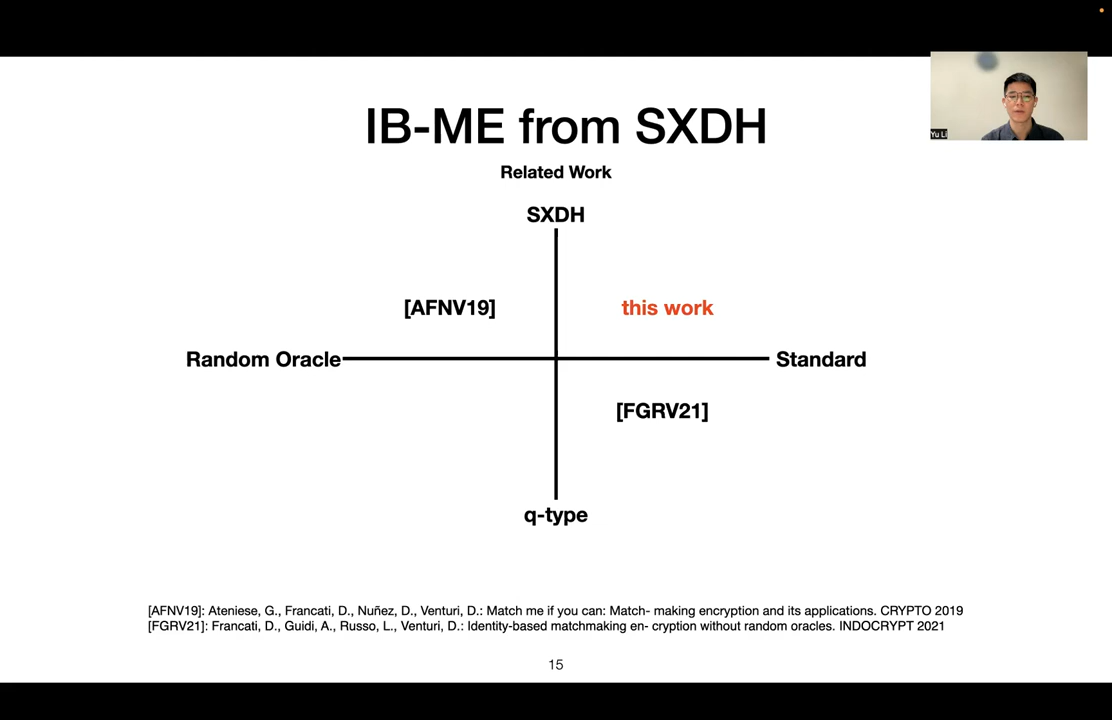 IB-ME from SXDH
Yu Li
Related Work
SXDH
[AFNV19]
this work
Random Oracle
Standard
[FGRV21]
q-type
[AFNV19]: Ateniese, G., Francati, D., Nuñez, D., Venturi, D.: Match me if you can: Match- making encryption and its applications. CRYPTO 2019
[FGRV21]: Francati, D., Guidi, A., Russo, L., Venturi, D.: Identity-based matchmaking en- cryption without random oracles. INDOCRYPT 2021
15